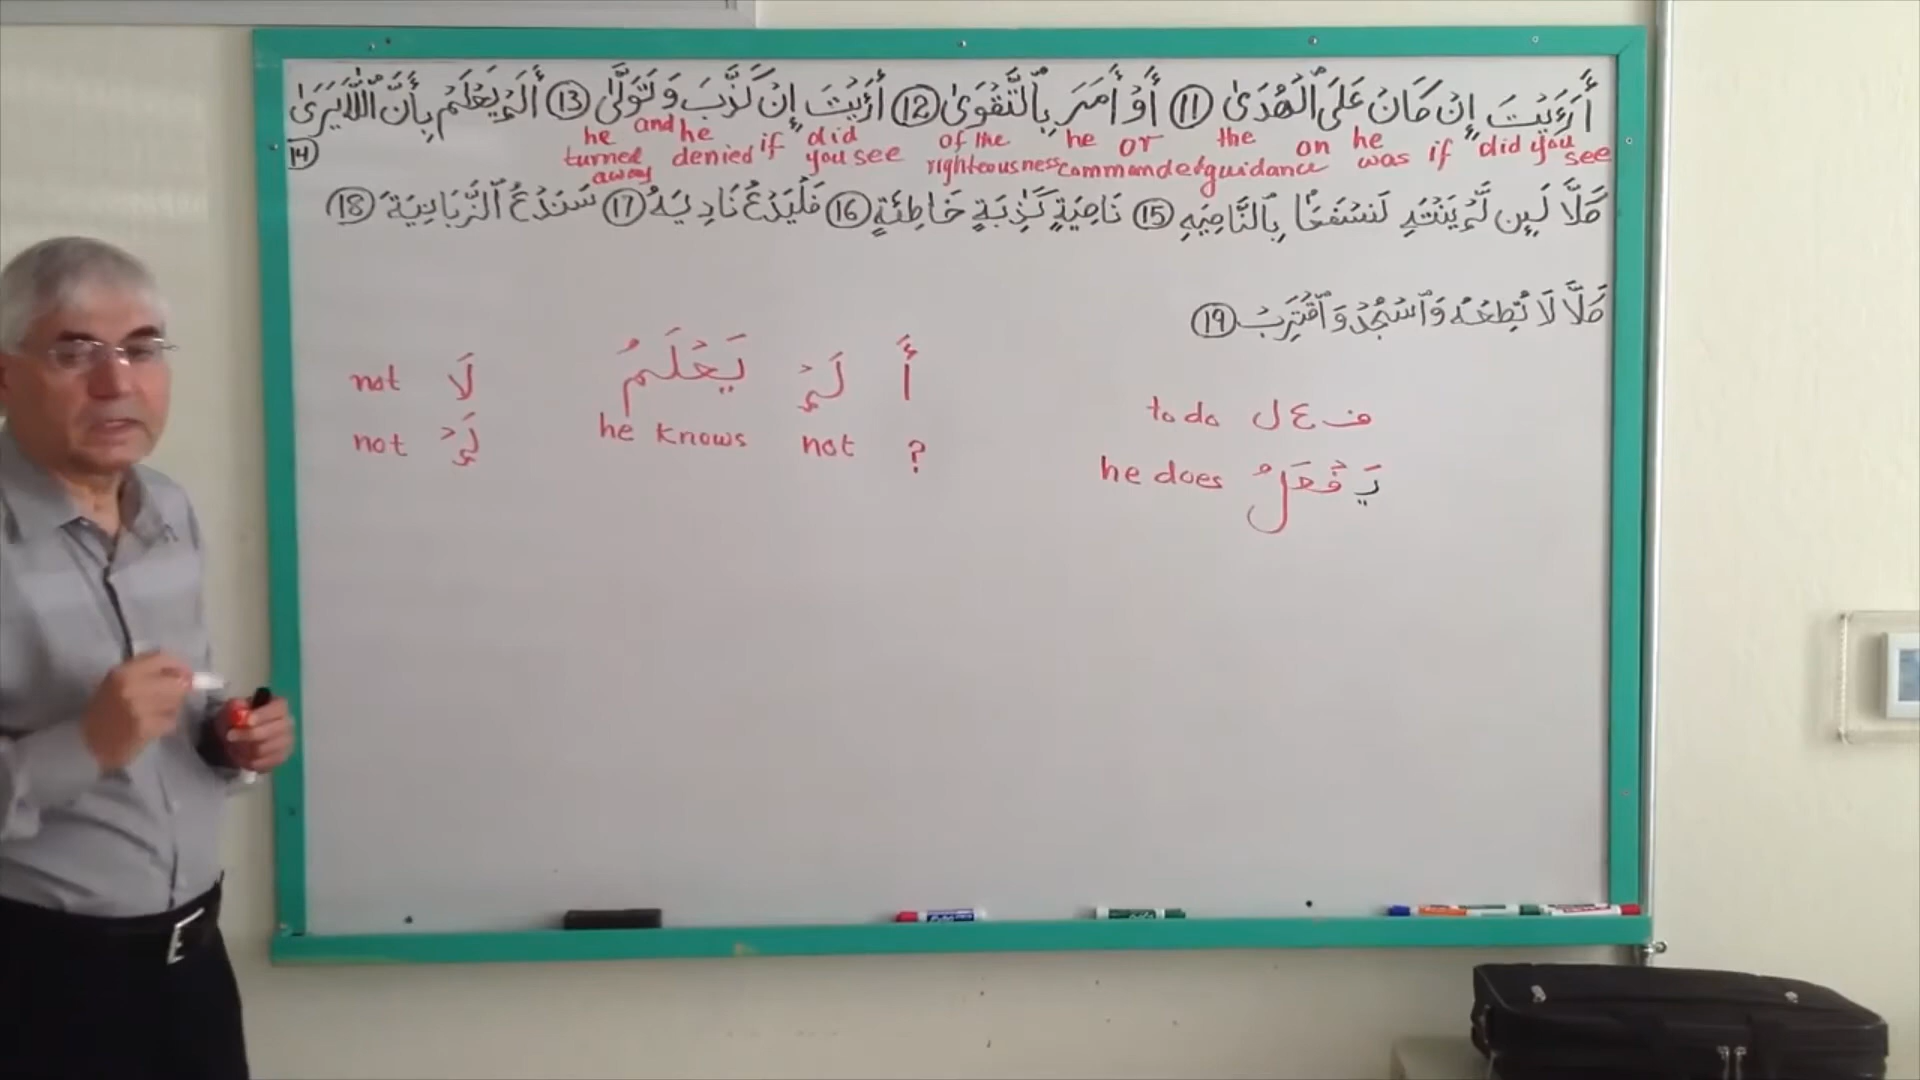 أَرَءَيْتَ إِن كَانَ عَلَى ٱلْهُدَىٰ ⑪ أَوْ أَمَرَ بِٱلتَّقْوَىٰ ⑫ أَرَءَيْتَ إِن كَذَّبَ وَتَوَلَّىٰ ⑬ أَلَمْ يَعْلَم بِأَنَّ ٱللَّهَ يَرَىٰ
⑭
"did you see if he was on the guidance or he commanded of the righteousness "did you see if he denied and he turned away
كَلَّا لَئِن لَّمْ يَنتَهِ لَنَسْفَعًۢا بِٱلنَّاصِيَةِ ⑮ نَاصِيَةٍ كَٰذِبَةٍ خَاطِئَةٍ ⑯ فَلْيَدْعُ نَادِيَهُۥ ⑰ سَنَدْعُ ٱلزَّبَانِيَةَ ⑱
كَلَّا لَا تُطِعْهُ وَٱسْجُدْ وَٱقْتَرِب ⑲
ف ع ل to do
يَفْعَلُ he does
أَ لَمْ يَعْلَمُ
? not he knows
لَا not
لَمْ not